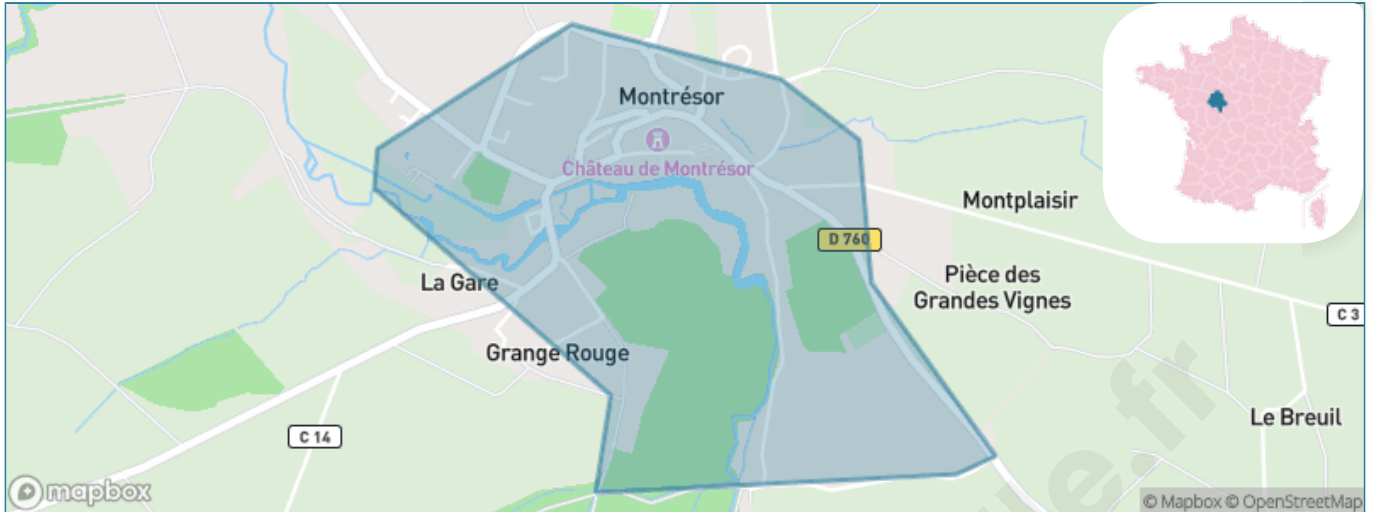 Montrésor
Château de Montrésor
Montplaisir
D 760
La Gare
Pièce des
Grandes Vignes
C 3
Grange Rouge
Le Breuil
C 14
mapbox
© Mapbox © OpenStreetMap